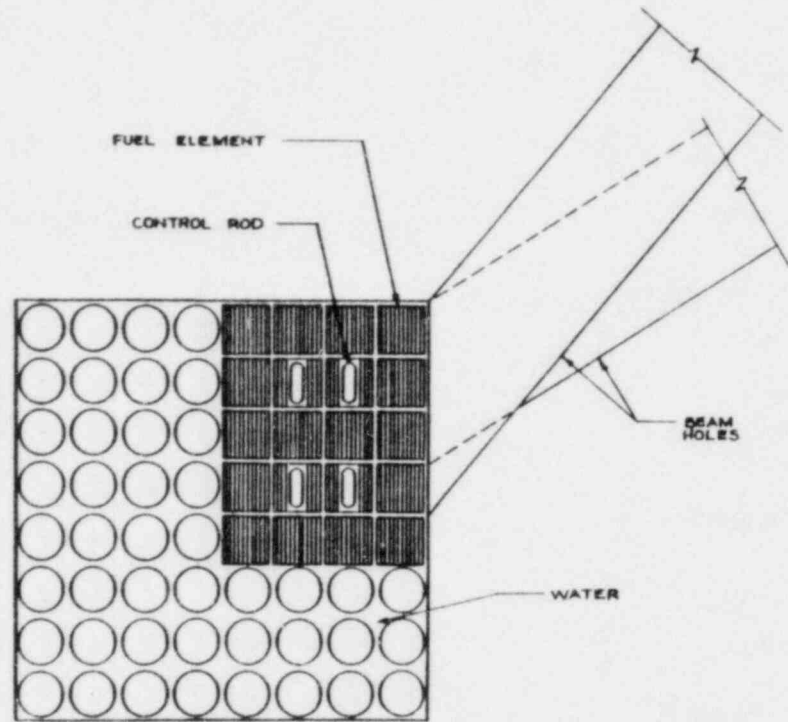 FUEL ELEMENT
CONTROL ROD
1
2
BEAM
HOLES
WATER